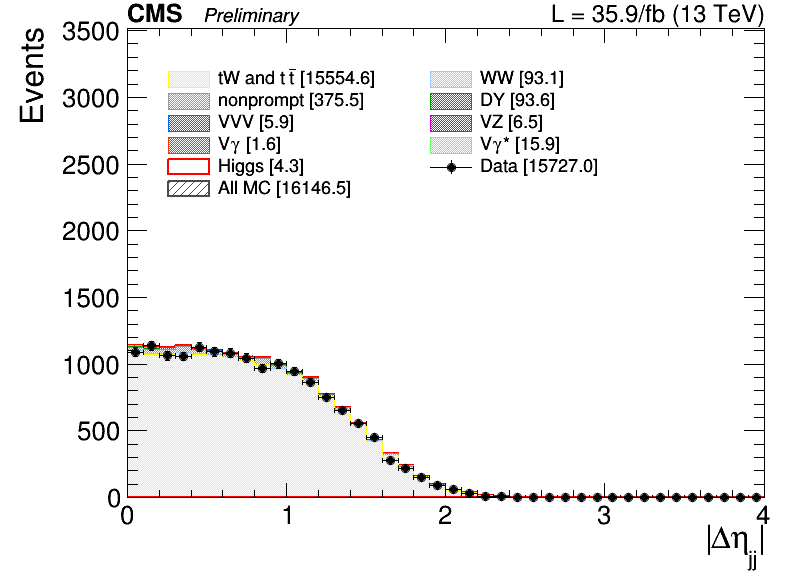 CMS Preliminary L = 35.9/fb (13 TeV)
Events
3500
3000
2500
2000
1500
1000
500
0
tW and t t̅ [15554.6]
nonprompt [375.5]
VVV [5.9]
Vγ [1.6]
Higgs [4.3]
All MC [16146.5]
WW [93.1]
DY [93.6]
VZ [6.5]
Vγ* [15.9]
Data [15727.0]
0 1 2 3 4
|Δη_jj|